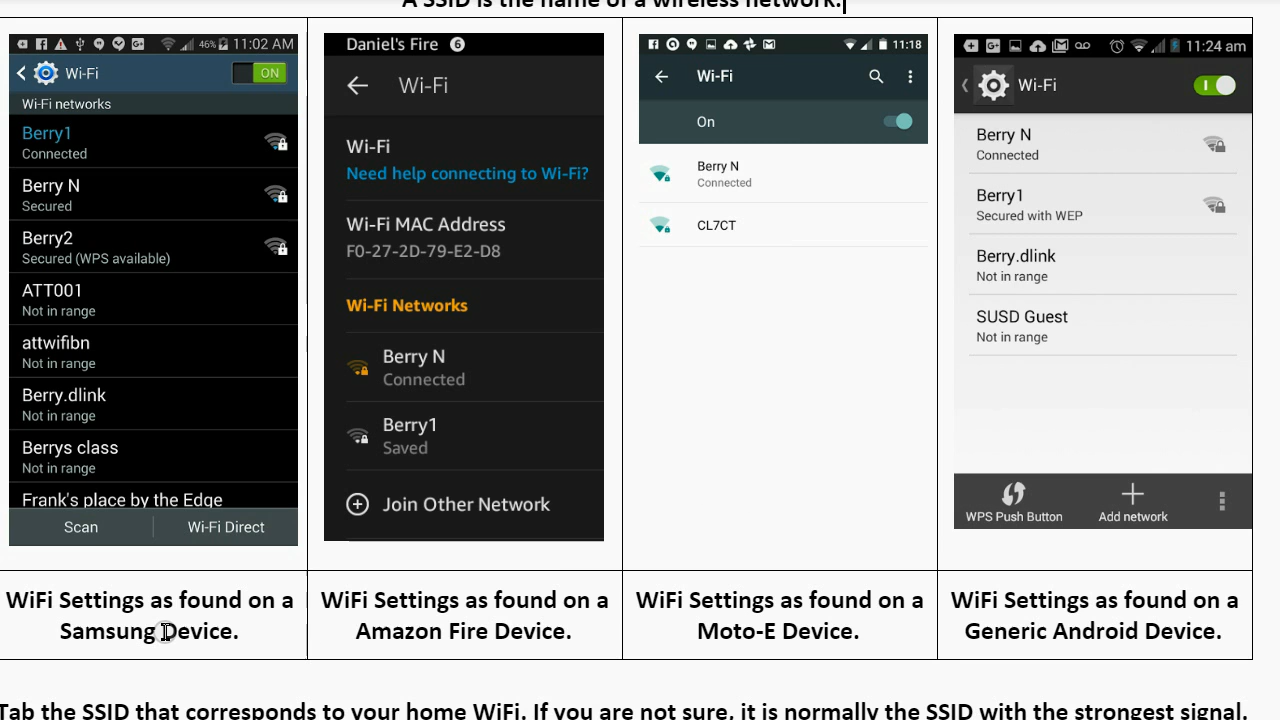 A SSID is the name of a wireless network.
46% 11:02 AM
Wi-Fi
ON
Wi-Fi networks
Berry1
Connected
Berry N
Secured
Berry2
Secured (WPS available)
ATT001
Not in range
attwifibn
Not in range
Berry.dlink
Not in range
Berrys class
Not in range
Frank's place by the Edge
Scan
Wi-Fi Direct
Daniel's Fire 6
Wi-Fi
Wi-Fi
Need help connecting to Wi-Fi?
Wi-Fi MAC Address
F0-27-2D-79-E2-D8
Wi-Fi Networks
Berry N
Connected
Berry1
Saved
Join Other Network
11:18
Wi-Fi
On
Berry N
Connected
CL7CT
11:24 am
Wi-Fi
Berry N
Connected
Berry1
Secured with WEP
Berry.dlink
Not in range
SUSD Guest
Not in range
WPS Push Button
Add network
WiFi Settings as found on a
Samsung Device.
WiFi Settings as found on a
Amazon Fire Device.
WiFi Settings as found on a
Moto-E Device.
WiFi Settings as found on a
Generic Android Device.
Tab the SSID that corresponds to your home WiFi. If you are not sure, it is normally the SSID with the strongest signal.